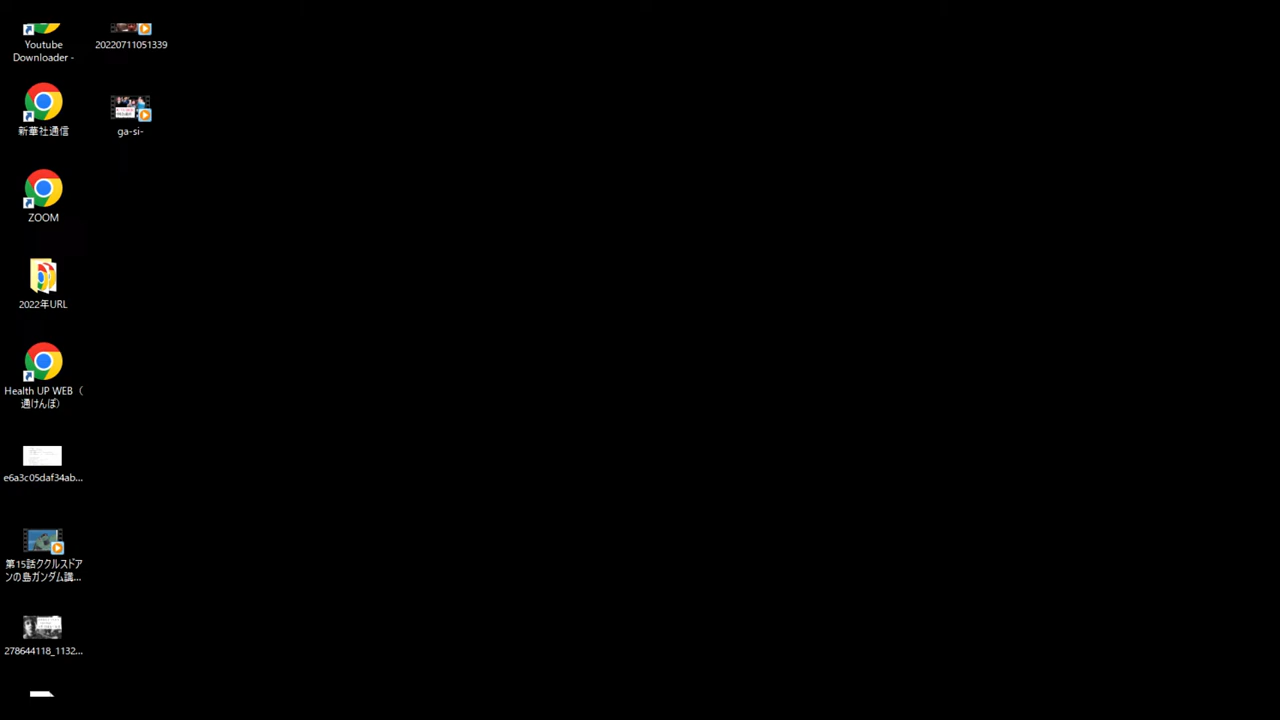 Youtube
Downloader -
新華社通信
ZOOM
2022年URL
Health UP WEB（
通けんぽ）
e6a3c05daf34ab...
第15話ククルスドア
ンの島ガンダム講...
278644118_1132...
20220711051339
ga-si-